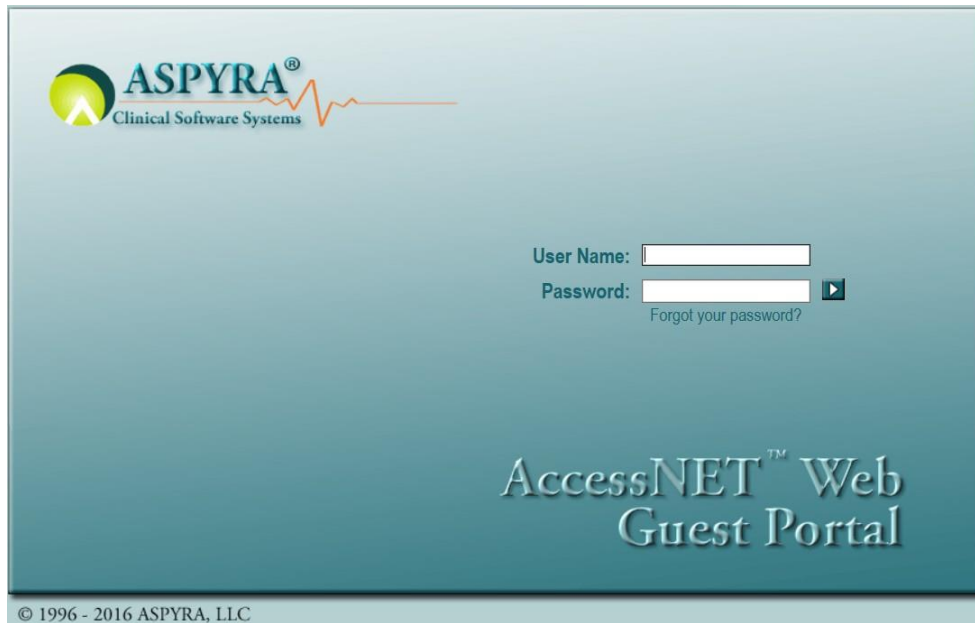 ASPYRA®
Clinical Software Systems
User Name:
Password:
Forgot your password?
AccessNET™ Web
Guest Portal
© 1996 - 2016 ASPYRA, LLC